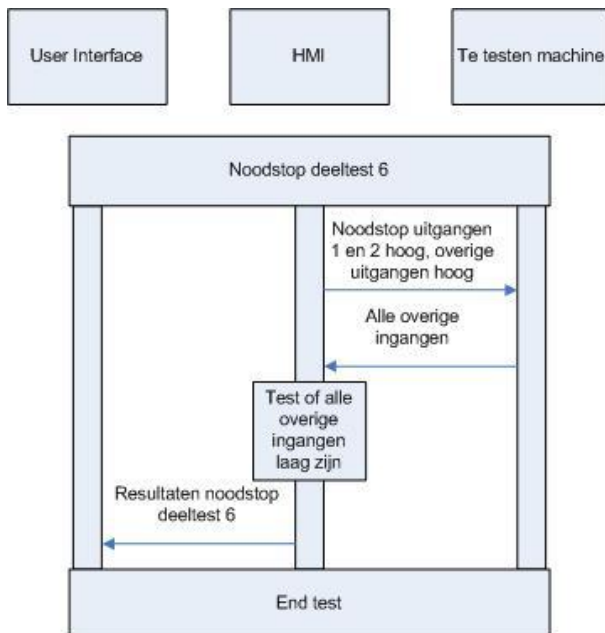 User Interface
HMI
Te testen machine
Noodstop deeltest 6
Noodstop uitgangen
1 en 2 hoog, overige
uitgangen hoog
Alle overige
ingangen
Test of alle
overige
ingangen
laag zijn
Resultaten noodstop
deeltest 6
End test